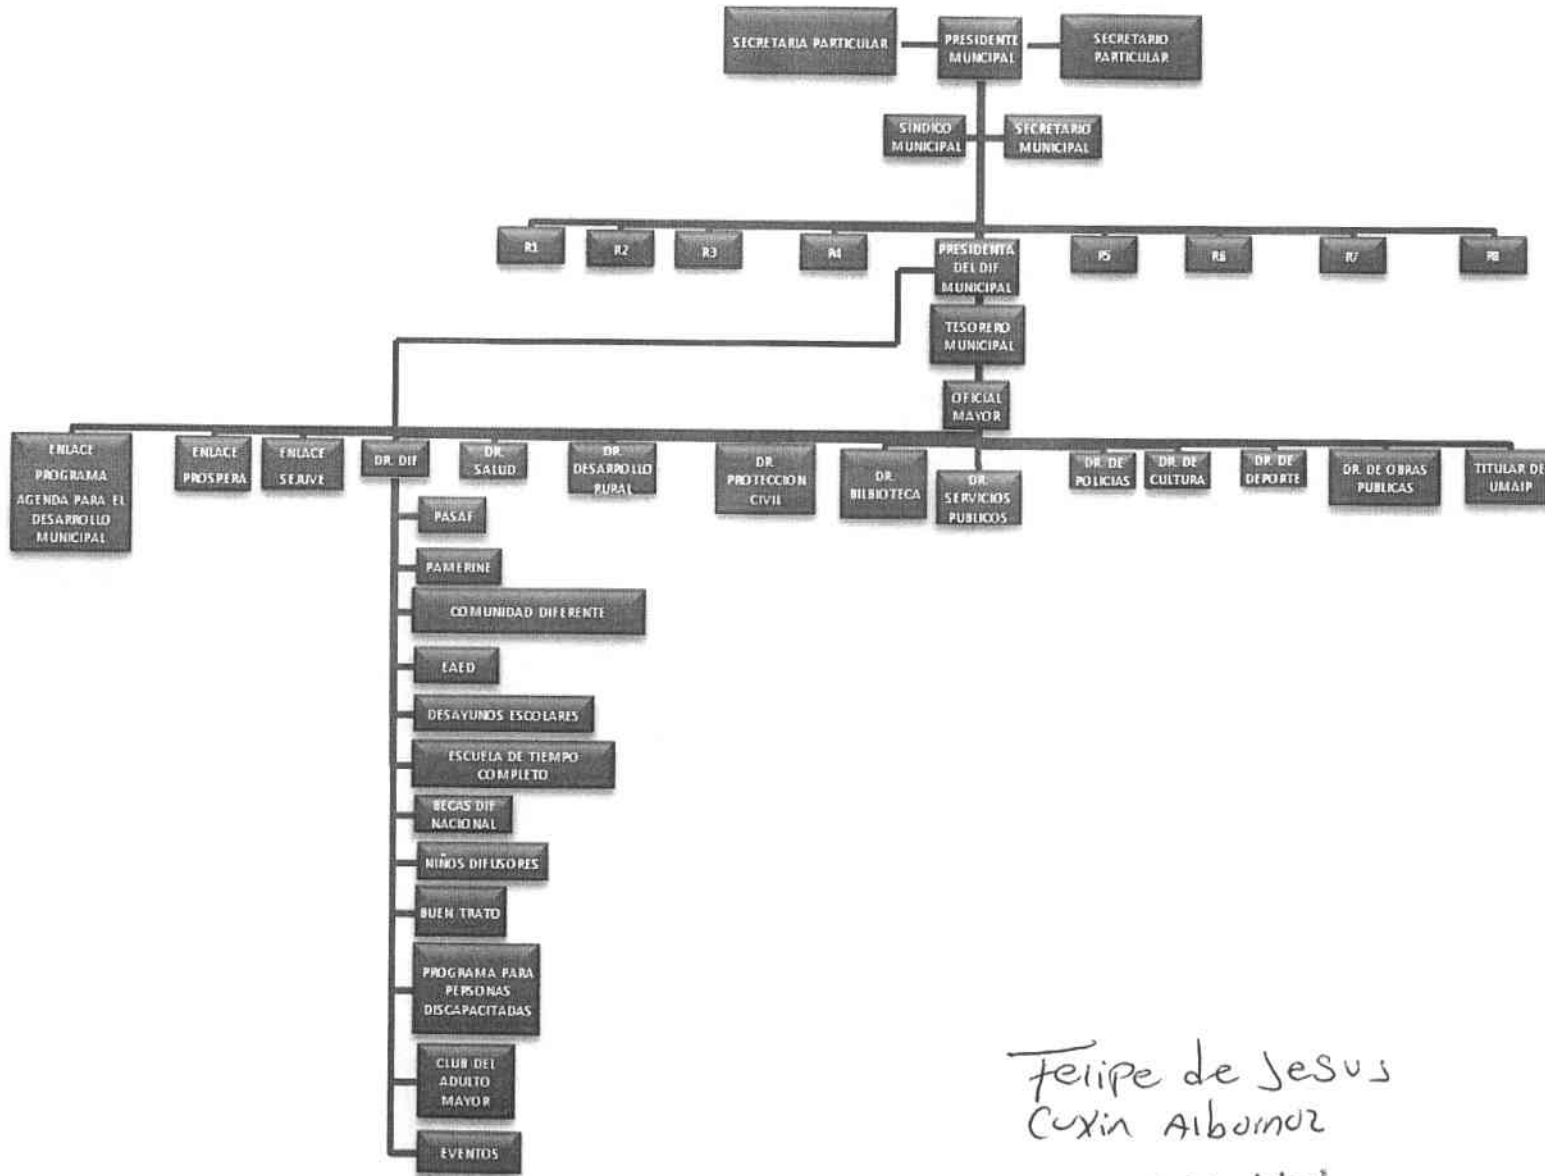 SECRETARIA PARTICULAR
PRESIDENTE
MUNCIPAL
SECRETARIO
PARTICULAR
SÍNDICO
MUNICIPAL
SECRETARIO
MUNICIPAL
R1
R2
R3
R4
PRESIDENTA
DEL DIF
MUNICIPAL
R5
R6
R7
R8
TESORERO
MUNICIPAL
OFICIAL
MAYOR
ENLACE
PROGRAMA
AGENDA PARA EL
DESARROLLO
MUNICIPAL
ENLACE
PROSPERA
ENLACE
SEJUVE
DR. DIF
DR.
SALUD
DR.
DESARROLLO
RURAL
DR.
PROTECCION
CIVIL
DR.
BILBIOTECA
DR.
SERVICIOS
PUBLICOS
DR. DE
POLICIAS
DR. DE
CULTURA
DR. DE
DEPORTE
DR. DE OBRAS
PUBLICAS
TITULAR DE
UMAIP
PASAF
PAMERINE
COMUNIDAD DIFERENTE
EAED
DESAYUNOS ESCOLARES
ESCUELA DE TIEMPO
COMPLETO
BECAS DIF
NACIONAL
NIÑOS DIFUSORES
BUEN TRATO
PROGRAMA PARA
PERSONAS
DISCAPACITADAS
CLUB DEL
ADULTO
MAYOR
EVENTOS
Felipe de Jesus
Cuxin Albornoz